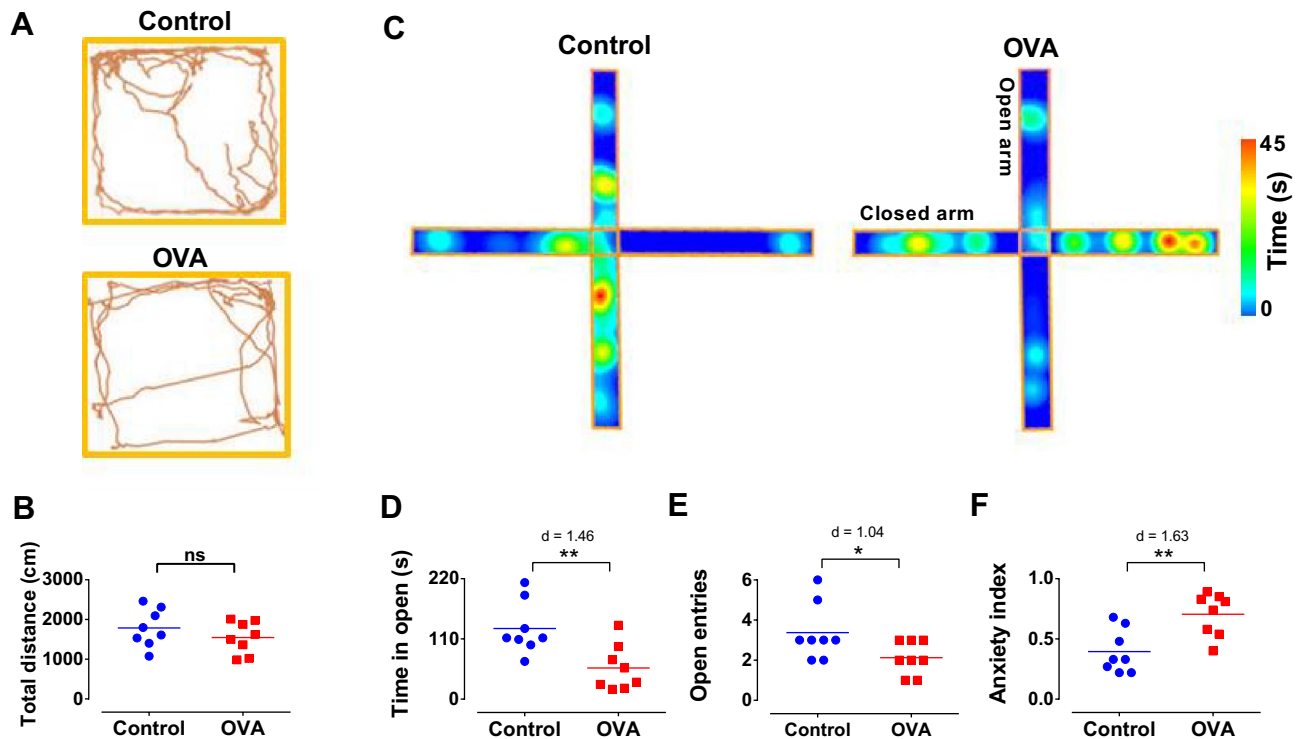 A
Control
OVA
C
Control
OVA
Open arm
Closed arm
45
0
Time (s)
B
ns
Total distance (cm)
3000
2000
1000
0
Control
OVA
D
d = 1.46
**
Time in open (s)
220
110
0
Control
OVA
E
d = 1.04
*
Open entries
6
4
2
0
Control
OVA
F
d = 1.63
**
Anxiety index
1.0
0.5
0.0
Control
OVA